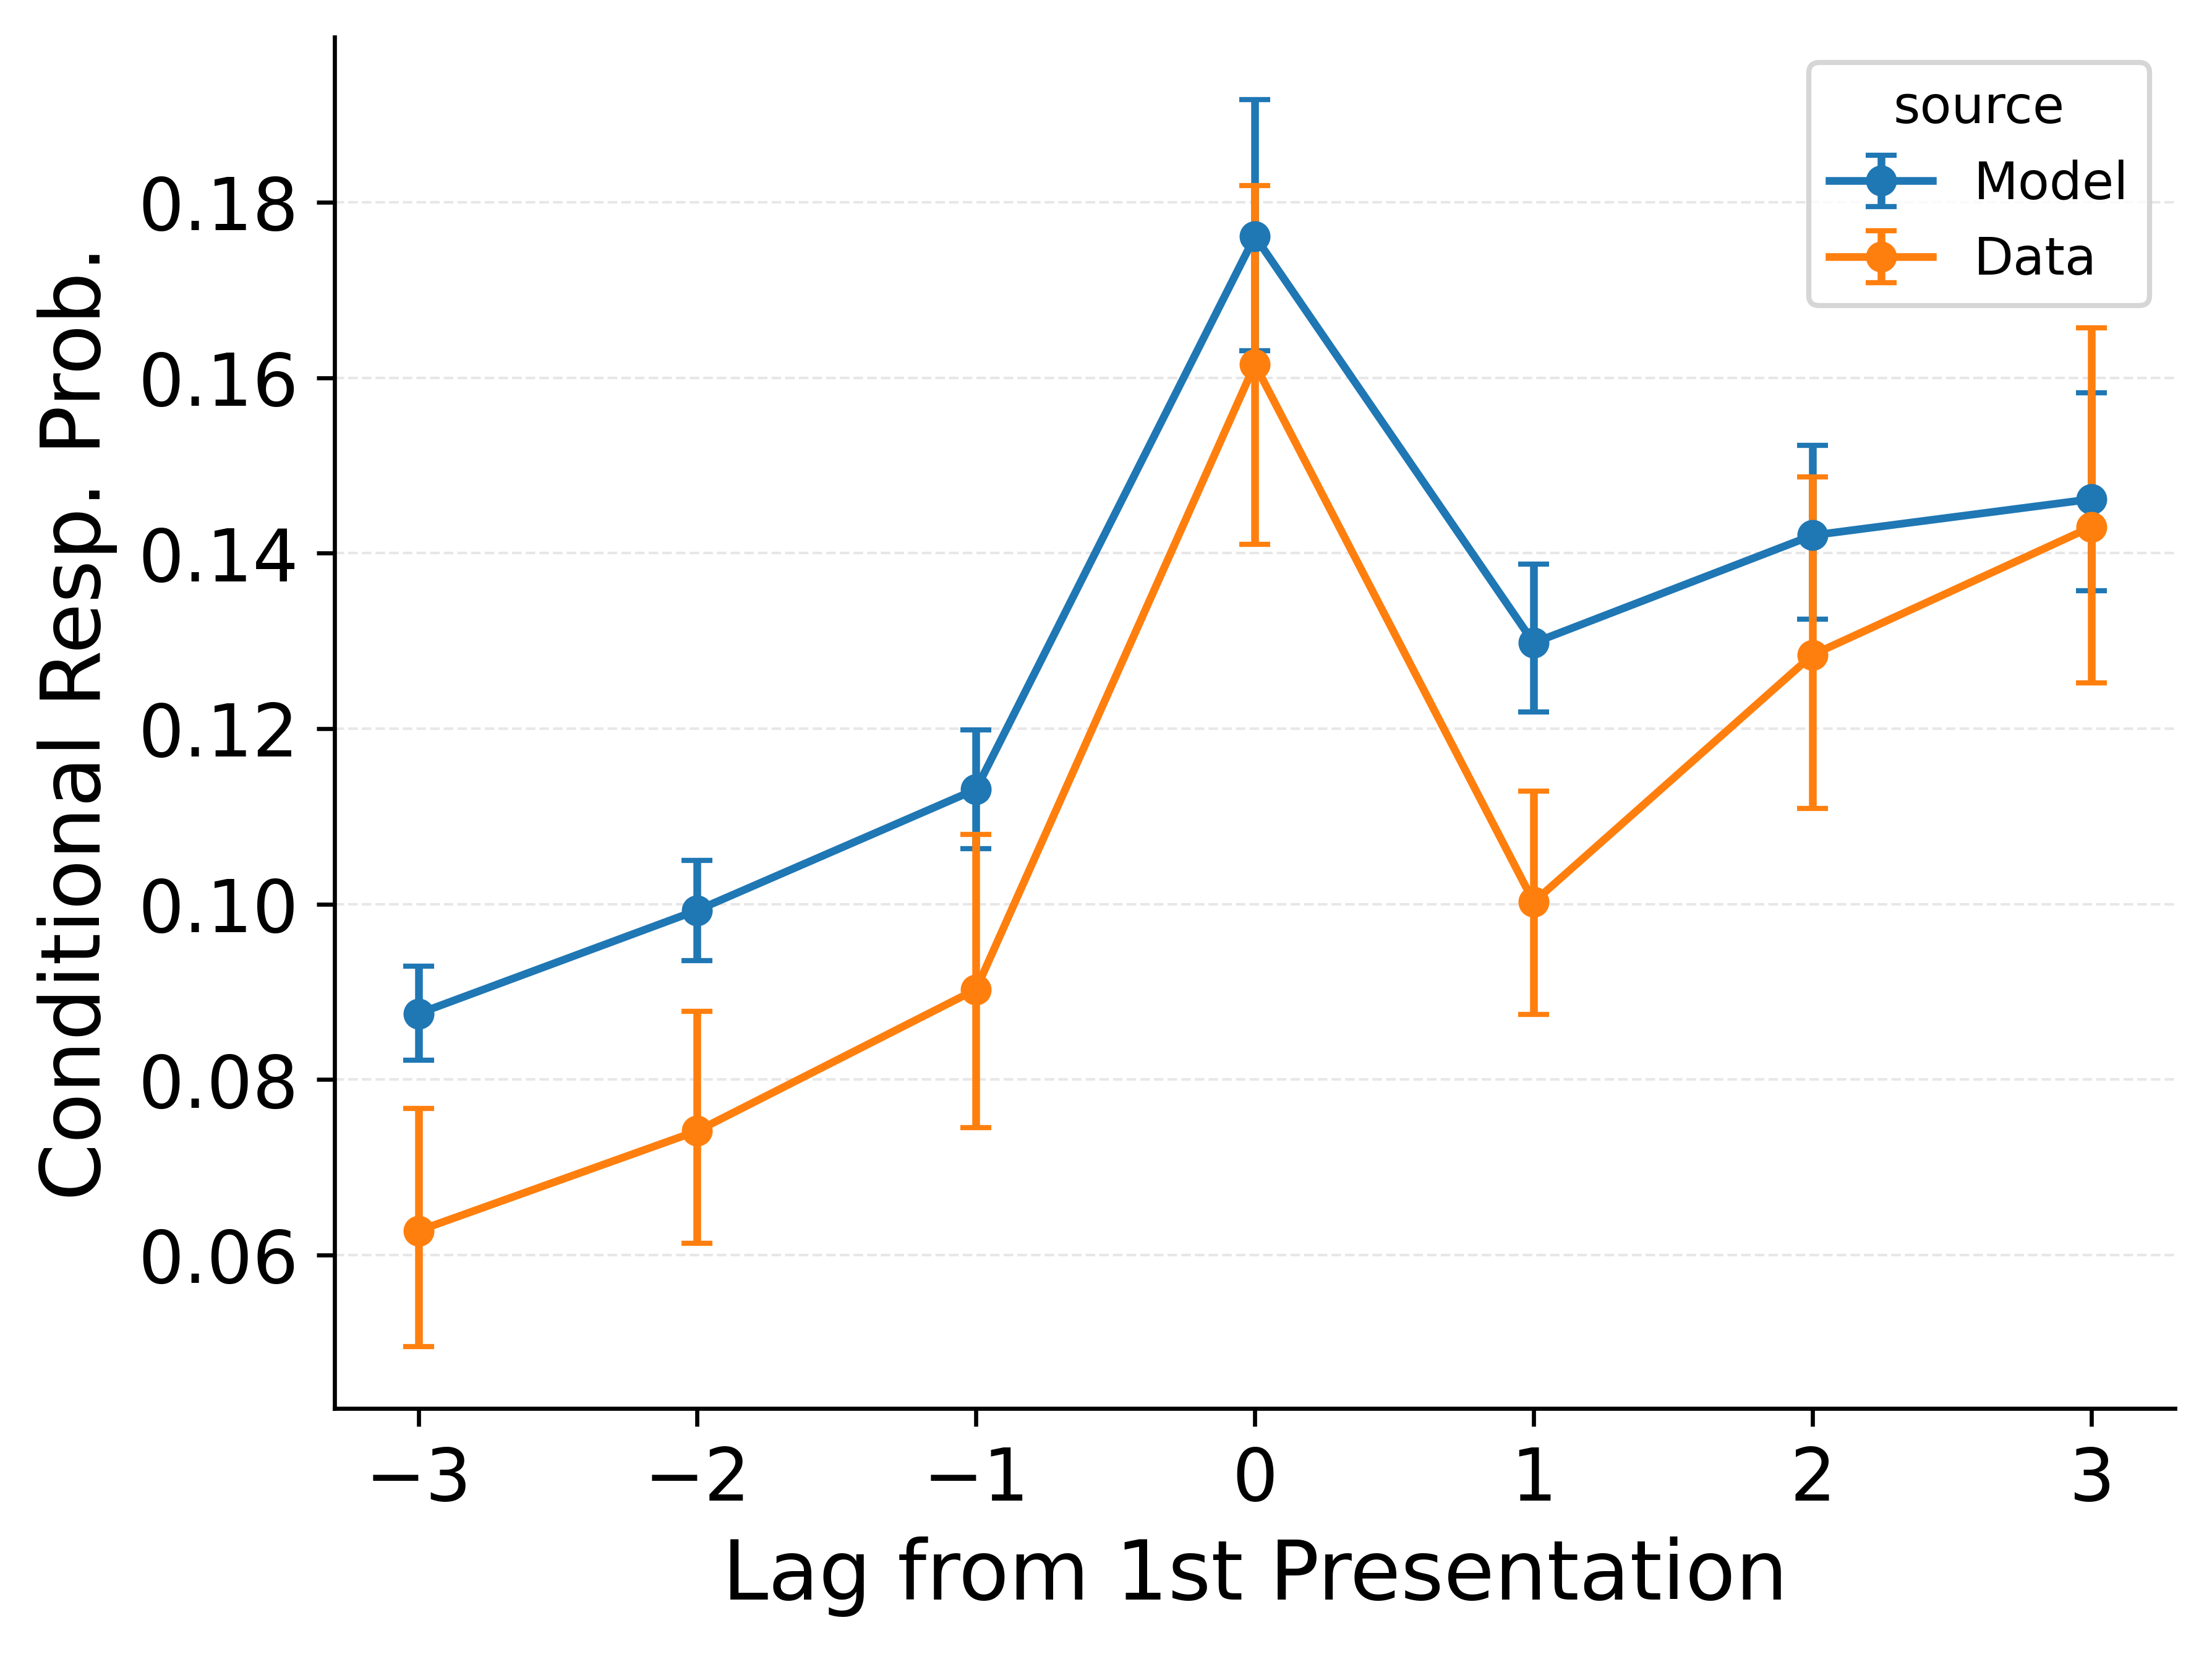 source
Model
Data
Conditional Resp. Prob.
0.18
0.16
0.14
0.12
0.10
0.08
0.06
−3 −2 −1 0 1 2 3
Lag from 1st Presentation